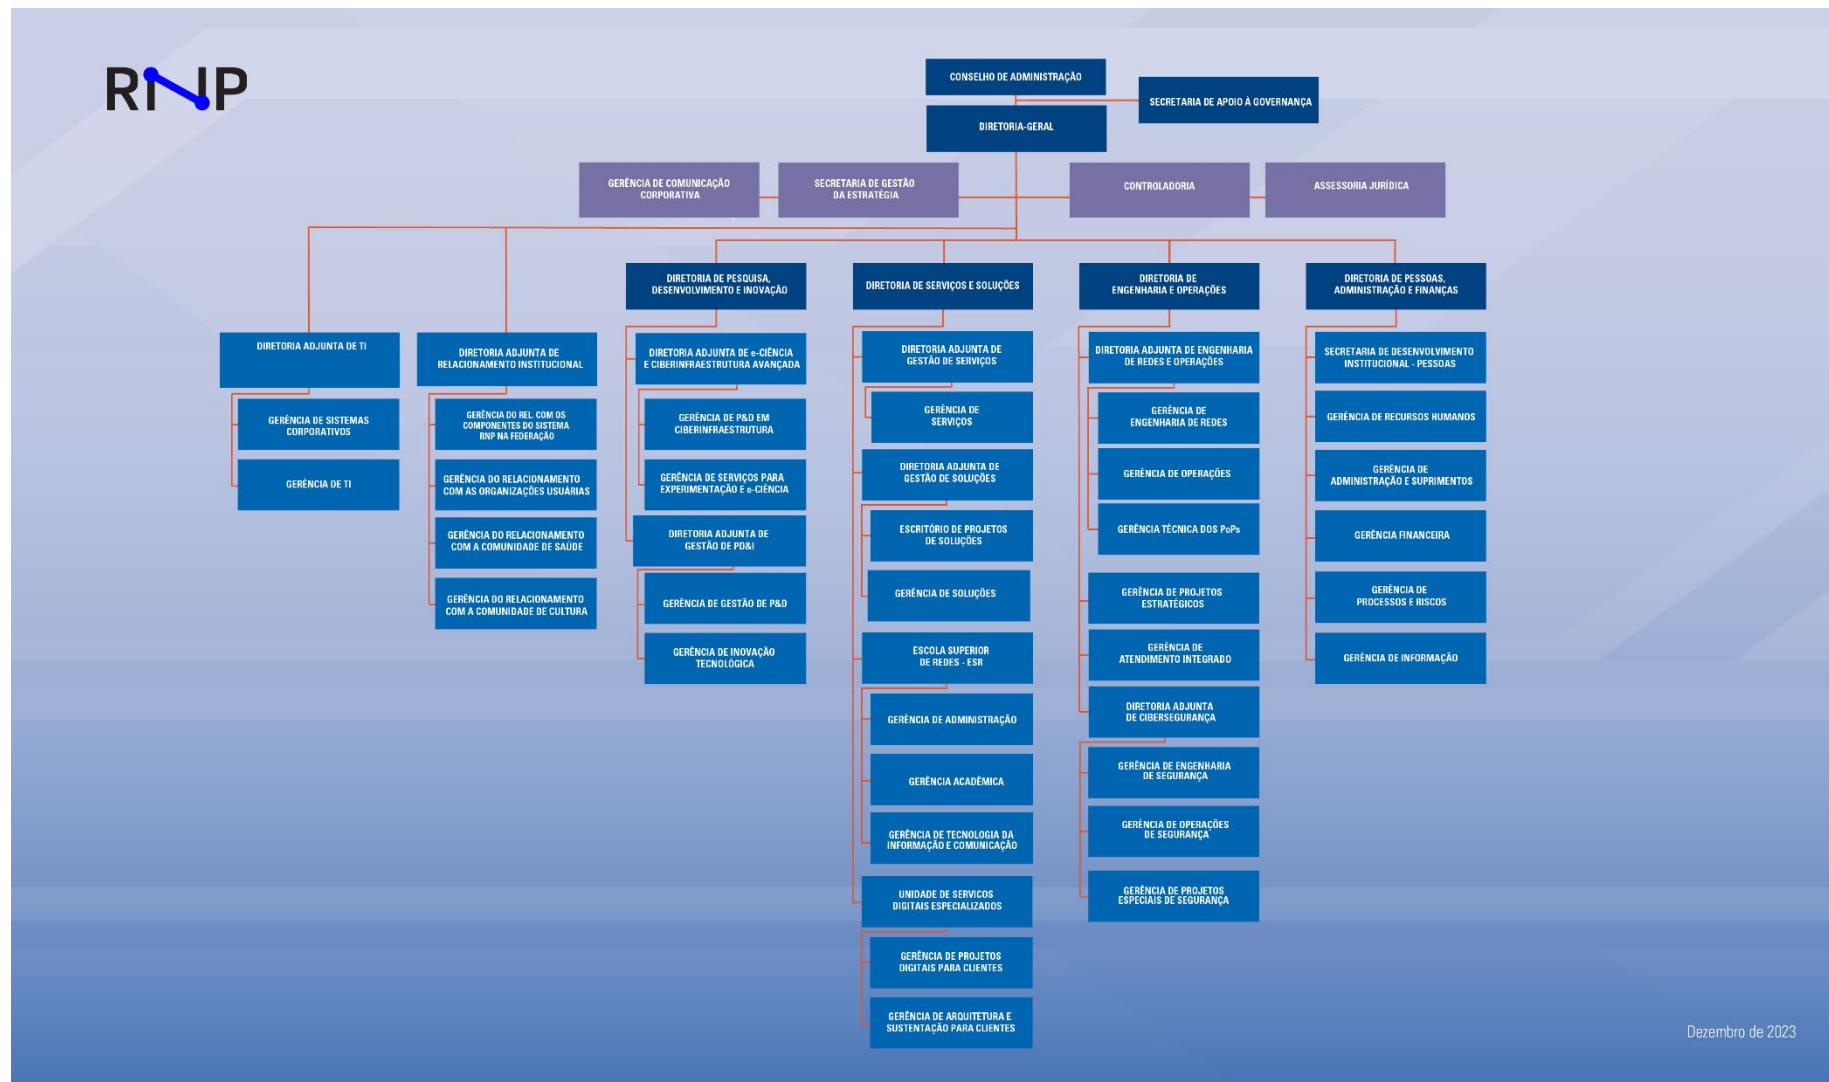 RNP
CONSELHO DE ADMINISTRAÇÃO
SECRETARIA DE APOIO À GOVERNANÇA
DIRETORIA-GERAL
GERÊNCIA DE COMUNICAÇÃO
CORPORATIVA
SECRETARIA DE GESTÃO
DA ESTRATÉGIA
CONTROLADORIA
ASSESSORIA JURÍDICA
DIRETORIA ADJUNTA DE TI
GERÊNCIA DE SISTEMAS
CORPORATIVOS
GERÊNCIA DE TI
DIRETORIA ADJUNTA DE
RELACIONAMENTO INSTITUCIONAL
GERÊNCIA DO REL. COM OS
COMPONENTES DO SISTEMA
RNP NA FEDERAÇÃO
GERÊNCIA DO RELACIONAMENTO
COM AS ORGANIZAÇÕES USUÁRIAS
GERÊNCIA DO RELACIONAMENTO
COM A COMUNIDADE DE SAÚDE
GERÊNCIA DO RELACIONAMENTO
COM A COMUNIDADE DE CULTURA
DIRETORIA DE PESQUISA,
DESENVOLVIMENTO E INOVAÇÃO
DIRETORIA ADJUNTA DE e-CIÊNCIA
E CIBERINFRAESTRUTURA AVANÇADA
GERÊNCIA DE P&D EM
CIBERINFRAESTRUTURA
GERÊNCIA DE SERVIÇOS PARA
EXPERIMENTAÇÃO E e-CIÊNCIA
DIRETORIA ADJUNTA DE
GESTÃO DE PD&I
GERÊNCIA DE GESTÃO DE P&D
GERÊNCIA DE INOVAÇÃO
TECNOLÓGICA
DIRETORIA DE SERVIÇOS E SOLUÇÕES
DIRETORIA ADJUNTA DE
GESTÃO DE SERVIÇOS
GERÊNCIA DE
SERVIÇOS
DIRETORIA ADJUNTA DE
GESTÃO DE SOLUÇÕES
ESCRITÓRIO DE PROJETOS
DE SOLUÇÕES
GERÊNCIA DE SOLUÇÕES
ESCOLA SUPERIOR
DE REDES - ESR
GERÊNCIA DE ADMINISTRAÇÃO
GERÊNCIA ACADÊMICA
GERÊNCIA DE TECNOLOGIA DA
INFORMAÇÃO E COMUNICAÇÃO
UNIDADE DE SERVICOS
DIGITAIS ESPECIALIZADOS
GERÊNCIA DE PROJETOS
DIGITAIS PARA CLIENTES
GERÊNCIA DE ARQUITETURA E
SUSTENTAÇÃO PARA CLIENTES
DIRETORIA DE
ENGENHARIA E OPERAÇÕES
DIRETORIA ADJUNTA DE ENGENHARIA
DE REDES E OPERAÇÕES
GERÊNCIA DE
ENGENHARIA DE REDES
GERÊNCIA DE OPERAÇÕES
GERÊNCIA TÉCNICA DOS PoPs
GERÊNCIA DE PROJETOS
ESTRATÉGICOS
GERÊNCIA DE
ATENDIMENTO INTEGRADO
DIRETORIA ADJUNTA
DE CIBERSEGURANÇA
GERÊNCIA DE ENGENHARIA
DE SEGURANÇA
GERÊNCIA DE OPERAÇÕES
DE SEGURANÇA
GERÊNCIA DE PROJETOS
ESPECIAIS DE SEGURANÇA
DIRETORIA DE PESSOAS,
ADMINISTRAÇÃO E FINANÇAS
SECRETARIA DE DESENVOLVIMENTO
INSTITUCIONAL - PESSOAS
GERÊNCIA DE RECURSOS HUMANOS
GERÊNCIA DE
ADMINISTRAÇÃO E SUPRIMENTOS
GERÊNCIA FINANCEIRA
GERÊNCIA DE
PROCESSOS E RISCOS
GERÊNCIA DE INFORMAÇÃO
Dezembro de 2023